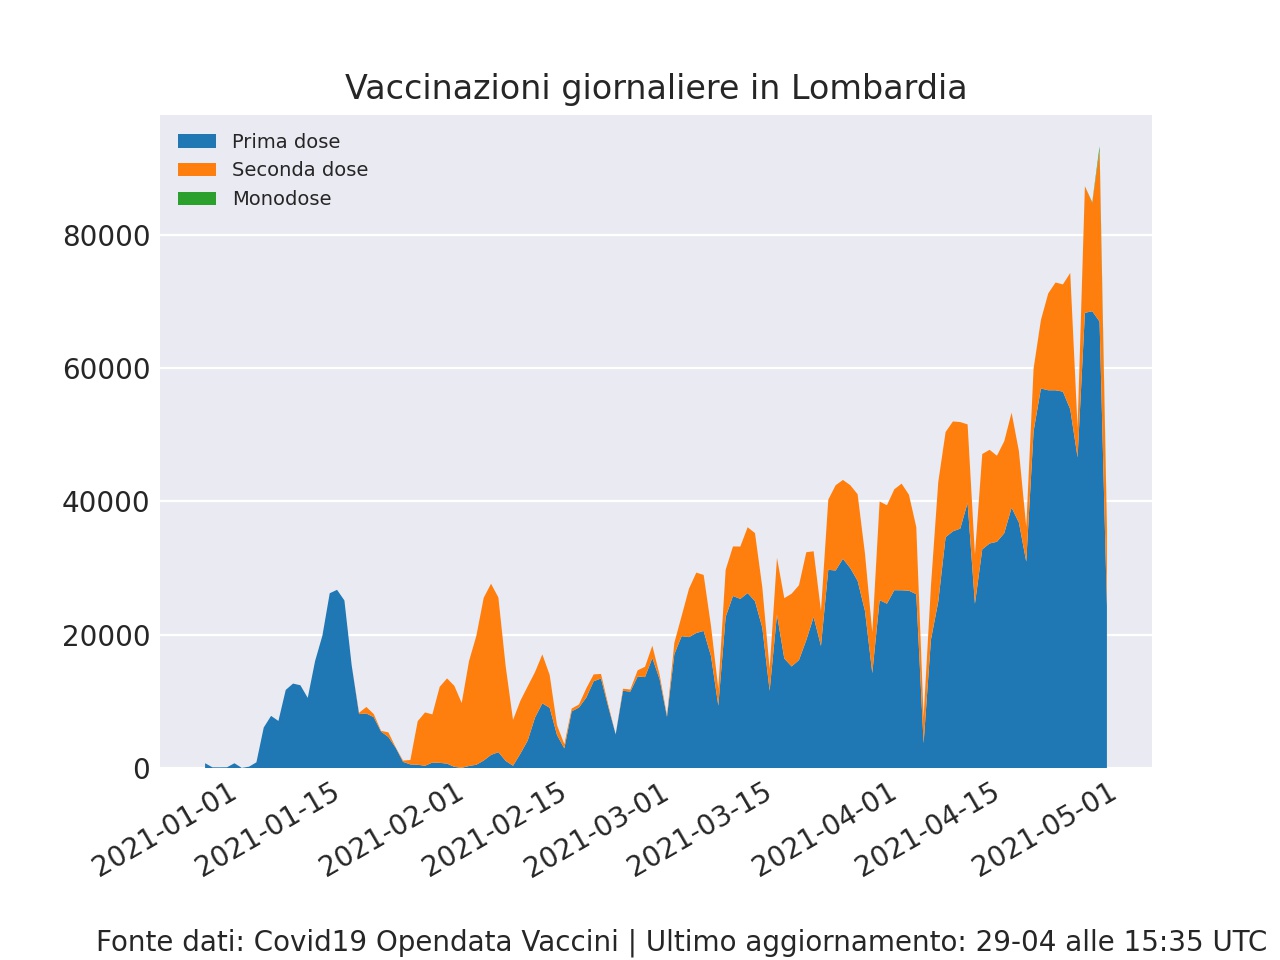 Vaccinazioni giornaliere in Lombardia
Prima dose
Seconda dose
Monodose
80000
60000
40000
20000
0
2021-01-01
2021-01-15
2021-02-01
2021-02-15
2021-03-01
2021-03-15
2021-04-01
2021-04-15
2021-05-01
Fonte dati: Covid19 Opendata Vaccini | Ultimo aggiornamento: 29-04 alle 15:35 UTC